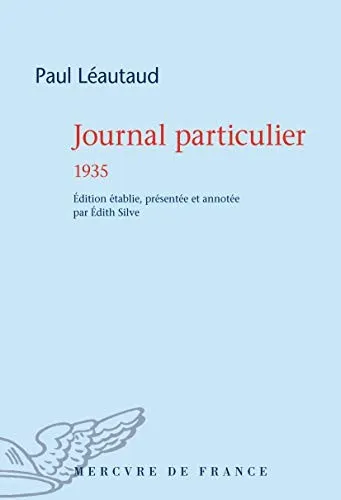 Paul Léautaud
Journal particulier
1935
Édition établie, présentée et annotée
par Édith Silve
MERCVRE DE FRANCE